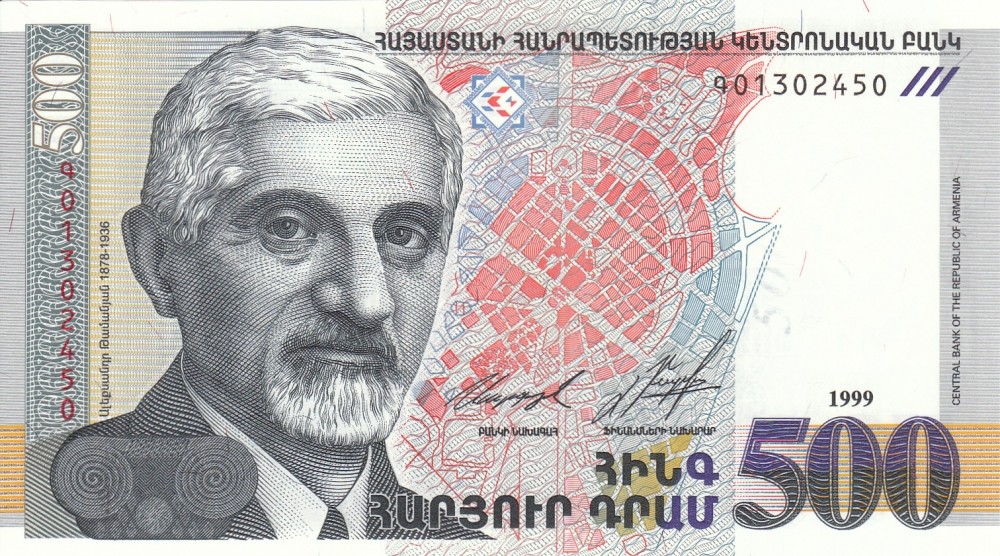 ՀԱՅԱՍՏԱՆԻ ՀԱՆՐԱՊԵՏՈՒԹՅԱՆ ԿԵՆՏՐՈՆԱԿԱՆ ԲԱՆԿ
Գ01302450
500
Գ01302450
Ալեքսանդր Թամանյան 1878-1936
CENTRAL BANK OF THE REPUBLIC OF ARMENIA
1999
ԲԱՆԿԻ ՆԱԽԱԳԱՀ
ՖԻՆԱՆՍՆԵՐԻ ՆԱԽԱՐԱՐ
ՀԻՆԳ
ՀԱՐՅՈՒՐ ԴՐԱՄ
500